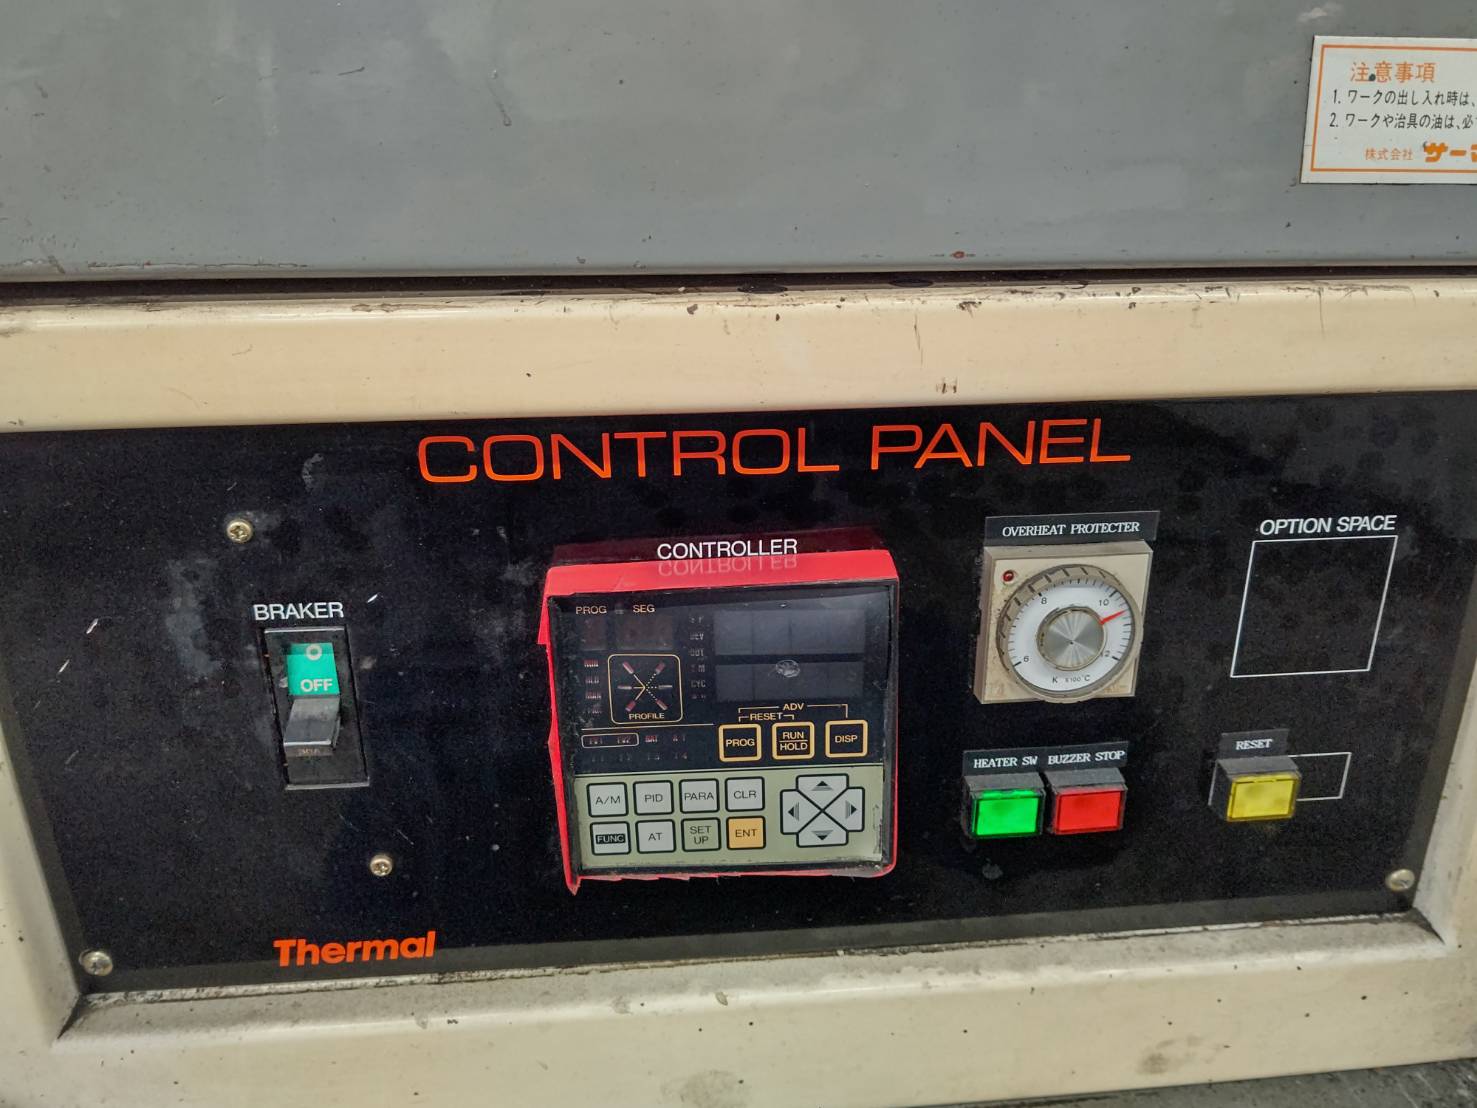 注意事項
1. ワークの出し入れ時は、
2. ワークや治具の油は、必
株式会社 サーマ
CONTROL PANEL
BRAKER
OFF
CONTROLLER
PROG SEG
PROFILE
ADV
RESET
PROG
RUN
HOLD
DISP
A/M PID PARA CLR
FUNC AT SET UP ENT
OVERHEAT PROTECTER
6 8 10 2
K ×100°C
OPTION SPACE
HEATER SW BUZZER STOP
RESET
Thermal